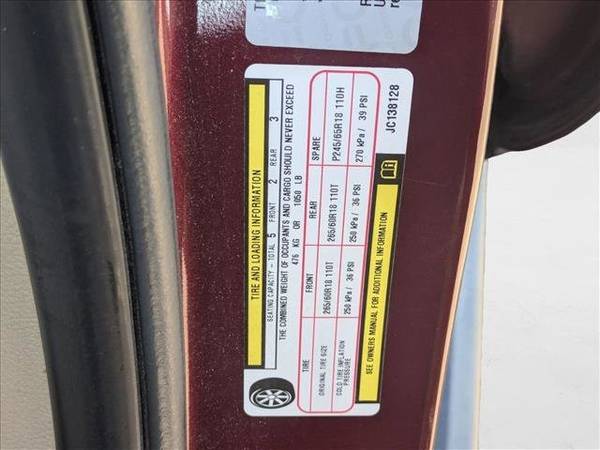 TIRE AND LOADING INFORMATION
SEATING CAPACITY - TOTAL 5 FRONT 2 REAR 3
THE COMBINED WEIGHT OF OCCUPANTS AND CARGO SHOULD NEVER EXCEED
476 KG OR 1050 LB
TIRE FRONT REAR SPARE
ORIGINAL TIRE SIZE 265/60R18 110T 265/60R18 110T P245/65R18 110H
COLD TIRE INFLATION PRESSURE 250 kPa / 36 PSI 250 kPa / 36 PSI 270 kPa / 39 PSI
SEE OWNERS MANUAL FOR ADDITIONAL INFORMATION
JC138128